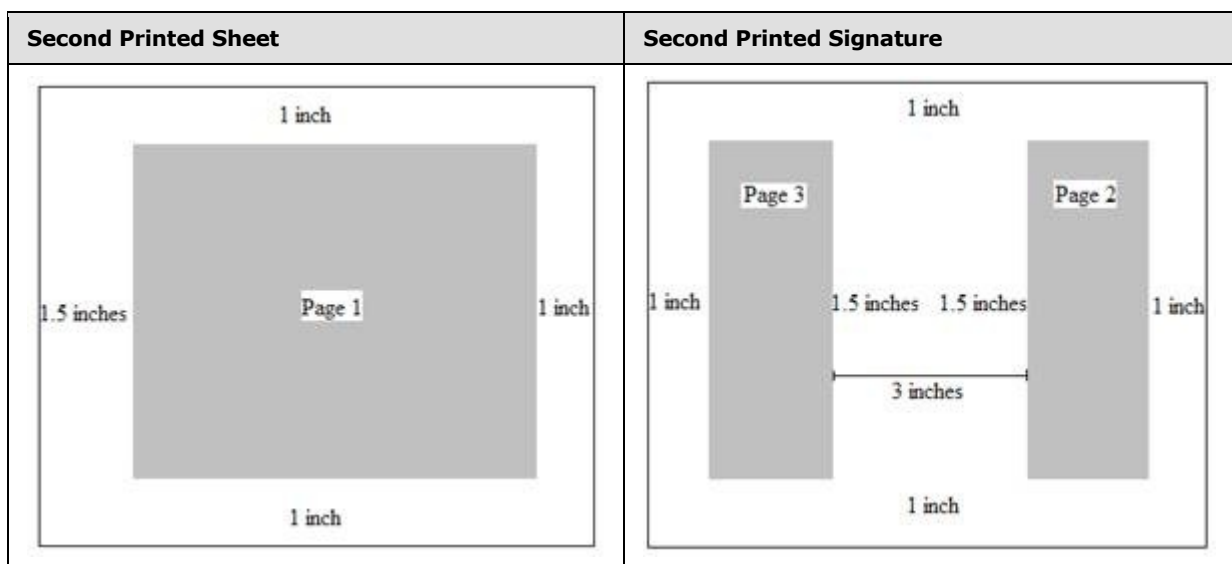 Second Printed Sheet
Second Printed Signature
1 inch
1.5 inches
Page 1
1 inch
1 inch
1 inch
Page 3
Page 2
1 inch
1.5 inches
1.5 inches
1 inch
3 inches
1 inch